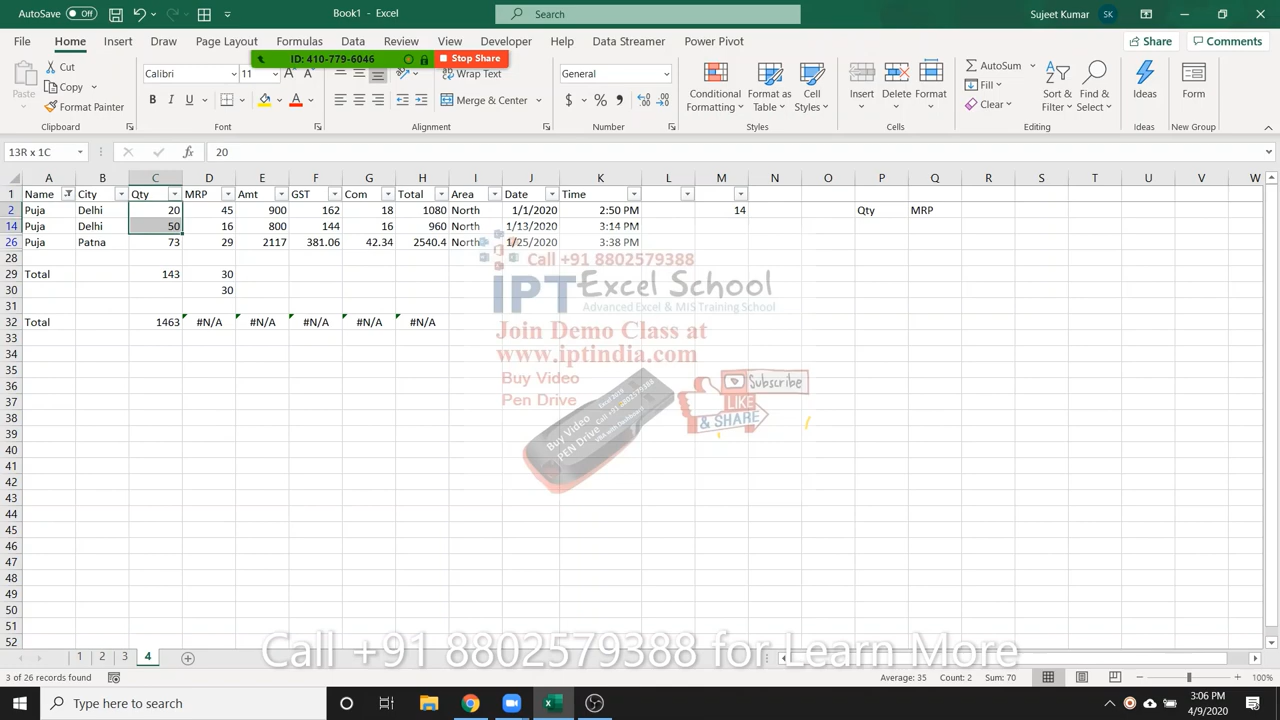 AutoSave Off Book1 - Excel Search Sujeet Kumar SK
File Home Insert Draw Page Layout Formulas Data Review View Developer Help Data Streamer Power Pivot Share Comments
ID: 410-779-6046 Stop Share
Paste Cut Copy Format Painter
Calibri 11 B I U
Wrap Text Merge & Center
General $ %
Conditional Formatting Format as Table Cell Styles
Insert Delete Format
AutoSum Fill Clear Sort & Filter Find & Select
Ideas Form
Clipboard Font Alignment Number Styles Cells Editing Ideas New Group
13R x 1C fx 20
A B C D E F G H I J K L M N O P Q R S T U V W
1 Name City Qty MRP Amt GST Com Total Area Date Time
2 Puja Delhi 20 45 900 162 18 1080 North 1/1/2020 2:50 PM 14 Qty MRP
14 Puja Delhi 50 16 800 144 16 960 North 1/13/2020 3:14 PM
26 Puja Patna 73 29 2117 381.06 42.34 2540.4 North 1/25/2020 3:38 PM
28
29 Total 143 30
30 30
31
32 Total 1463 #N/A #N/A #N/A #N/A #N/A
33
34
35
36
37
38
39
40
41
42
43
44
45
46
47
48
49
50
51
52
Call +91 8802579388
IPT Excel School
Advanced Excel & MIS Training School
Join Demo Class at
www.iptindia.com
Buy Video
Pen Drive
Subscribe
LIKE
& SHARE
Buy Video
PEN Drive
Call +91 8802579388
Call +91 8802579388 for Learn More
1 2 3 4
3 of 26 records found Average: 35 Count: 2 Sum: 70 100%
Type here to search
3:06 PM
4/9/2020